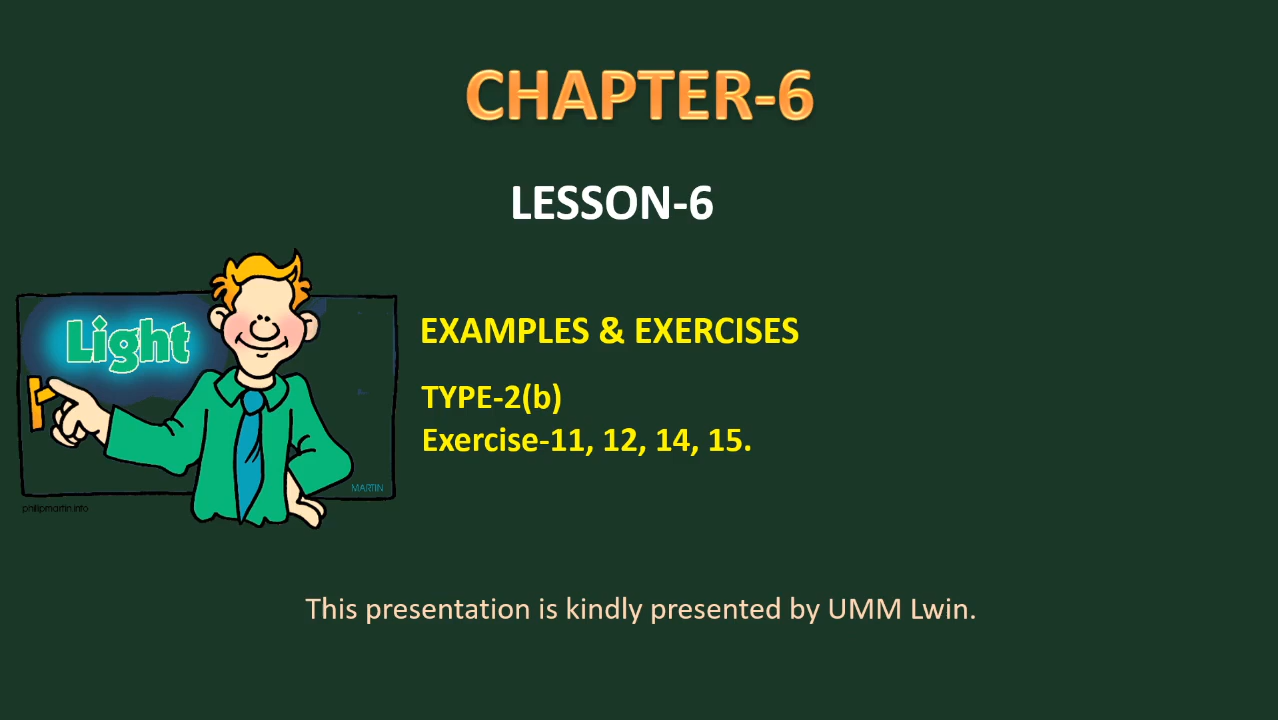 CHAPTER-6
LESSON-6
Light
EXAMPLES & EXERCISES
TYPE-2(b)
Exercise-11, 12, 14, 15.
MARTIN
phillipmartin.info
This presentation is kindly presented by UMM Lwin.